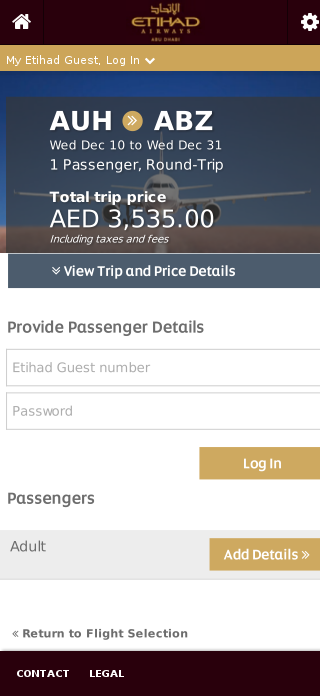 الإتحاد
ETIHAD
AIRWAYS
ABU DHABI
My Etihad Guest, Log In
AUH ABZ
Wed Dec 10 to Wed Dec 31
1 Passenger, Round-Trip
Total trip price
AED 3,535.00
Including taxes and fees
View Trip and Price Details
Provide Passenger Details
Etihad Guest number
Password
Log In
Passengers
Adult
Add Details »
« Return to Flight Selection
CONTACT LEGAL